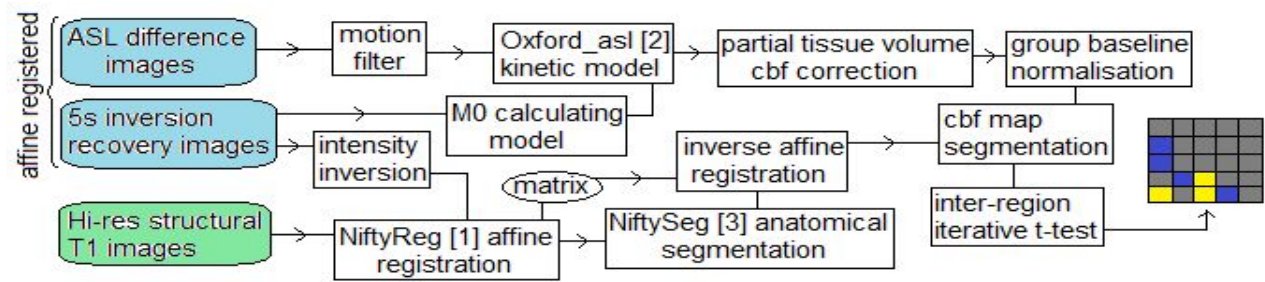 affine registered
ASL difference
images
motion
filter
Oxford_asl [2]
kinetic model
partial tissue volume
cbf correction
group baseline
normalisation
5s inversion
recovery images
M0 calculating
model
intensity
inversion
matrix
inverse affine
registration
cbf map
segmentation
Hi-res structural
T1 images
NiftyReg [1] affine
registration
NiftySeg [3] anatomical
segmentation
inter-region
iterative t-test